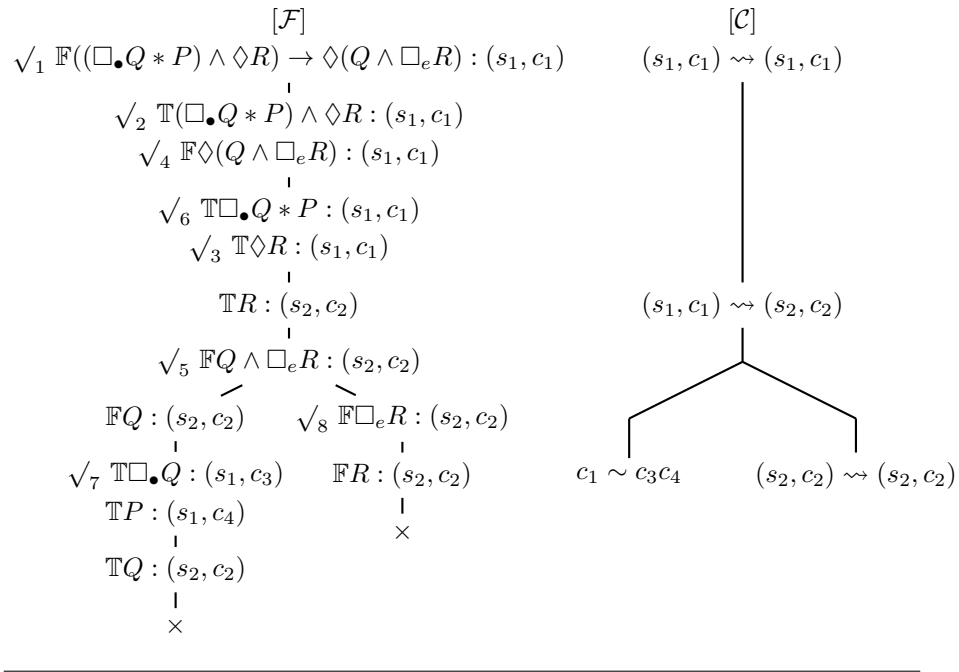 [ℱ] [𝒞]
√₁ 𝔽((□●Q ∗ P) ∧ ◊R) → ◊(Q ∧ □ₑR) : (s₁, c₁) (s₁, c₁) ⇝ (s₁, c₁)
√₂ 𝕋(□●Q ∗ P) ∧ ◊R : (s₁, c₁)
√₄ 𝔽◊(Q ∧ □ₑR) : (s₁, c₁)
√₆ 𝕋□●Q ∗ P : (s₁, c₁)
√₃ 𝕋◊R : (s₁, c₁)
𝕋R : (s₂, c₂) (s₁, c₁) ⇝ (s₂, c₂)
√₅ 𝔽Q ∧ □ₑR : (s₂, c₂)
𝔽Q : (s₂, c₂) √₈ 𝔽□ₑR : (s₂, c₂)
√₇ 𝕋□●Q : (s₁, c₃) 𝔽R : (s₂, c₂) c₁ ∼ c₃c₄ (s₂, c₂) ⇝ (s₂, c₂)
𝕋P : (s₁, c₄)
×
𝕋Q : (s₂, c₂)
×